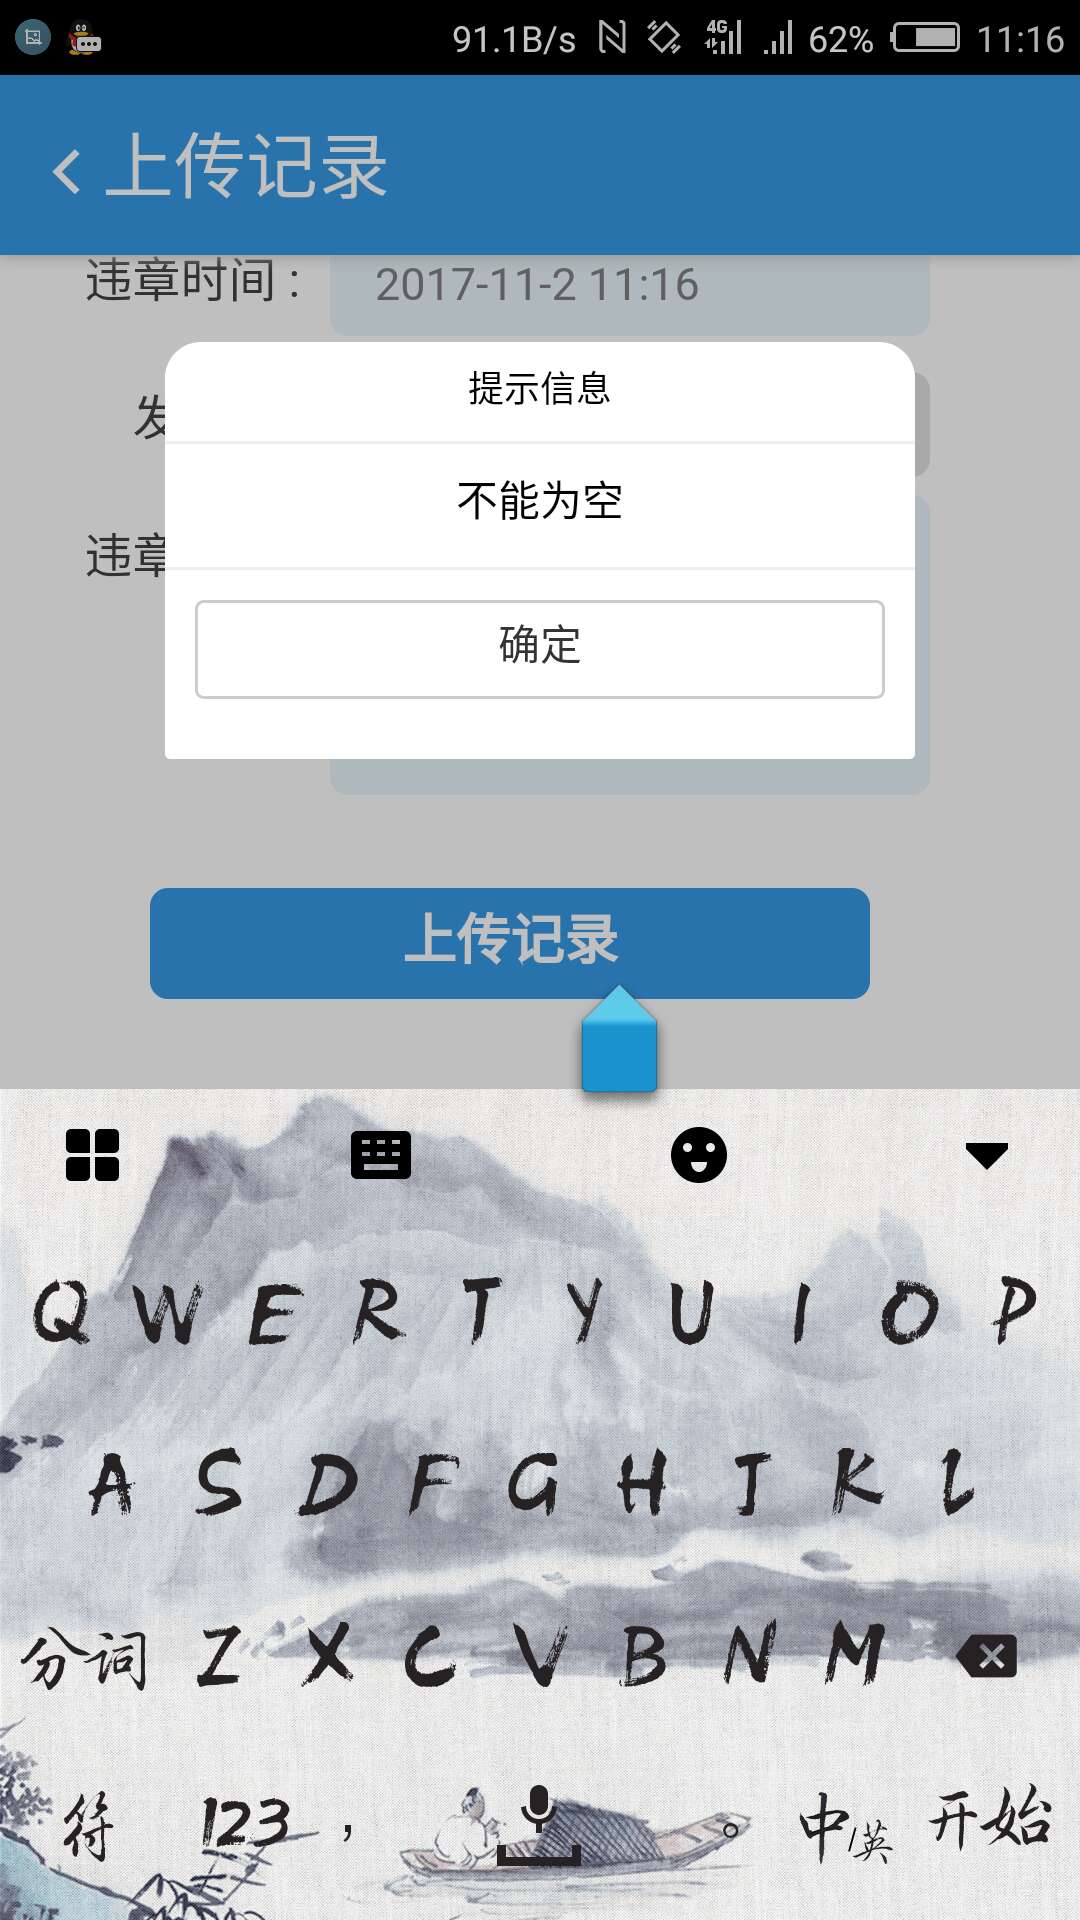 91.1B/s 4G 62% 11:16
上传记录
违章时间： 2017-11-2 11:16
提示信息
发
不能为空
违章
确定
上传记录
Q W E R T Y U I O P
A S D F G H J K L
分词 Z X C V B N M
符 123 ， 。 中/英 开始